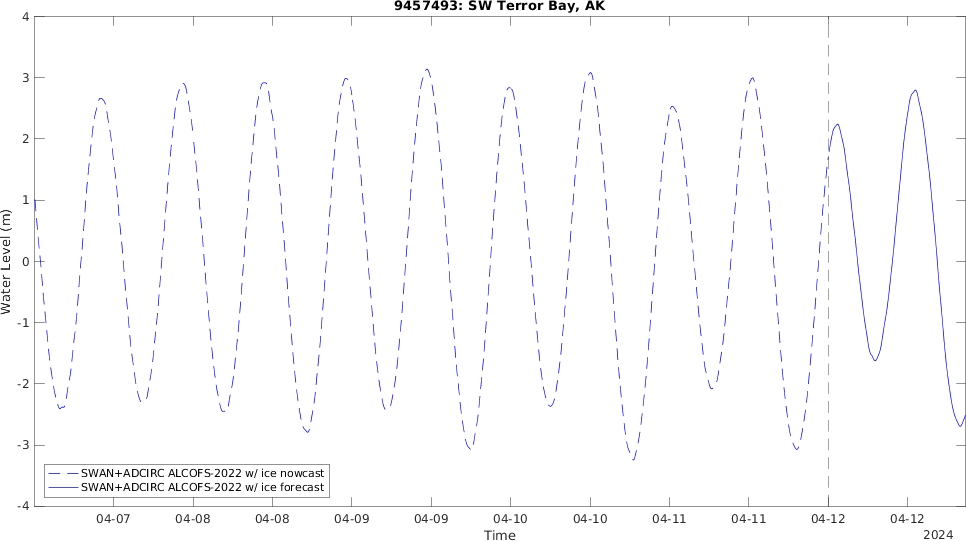 9457493: SW Terror Bay, AK
Water Level (m)
4
3
2
1
0
-1
-2
-3
-4
SWAN+ADCIRC ALCOFS-2022 w/ ice nowcast
SWAN+ADCIRC ALCOFS-2022 w/ ice forecast
04-07 04-08 04-08 04-09 04-09 04-10 04-10 04-11 04-11 04-12 04-12
Time
2024